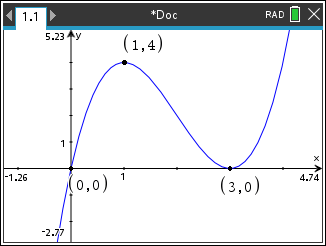 1.1 *Doc RAD
5.23 y
(1,4)
1
x
-1.26 (0,0) 1 (3,0) 4.74
-2.77